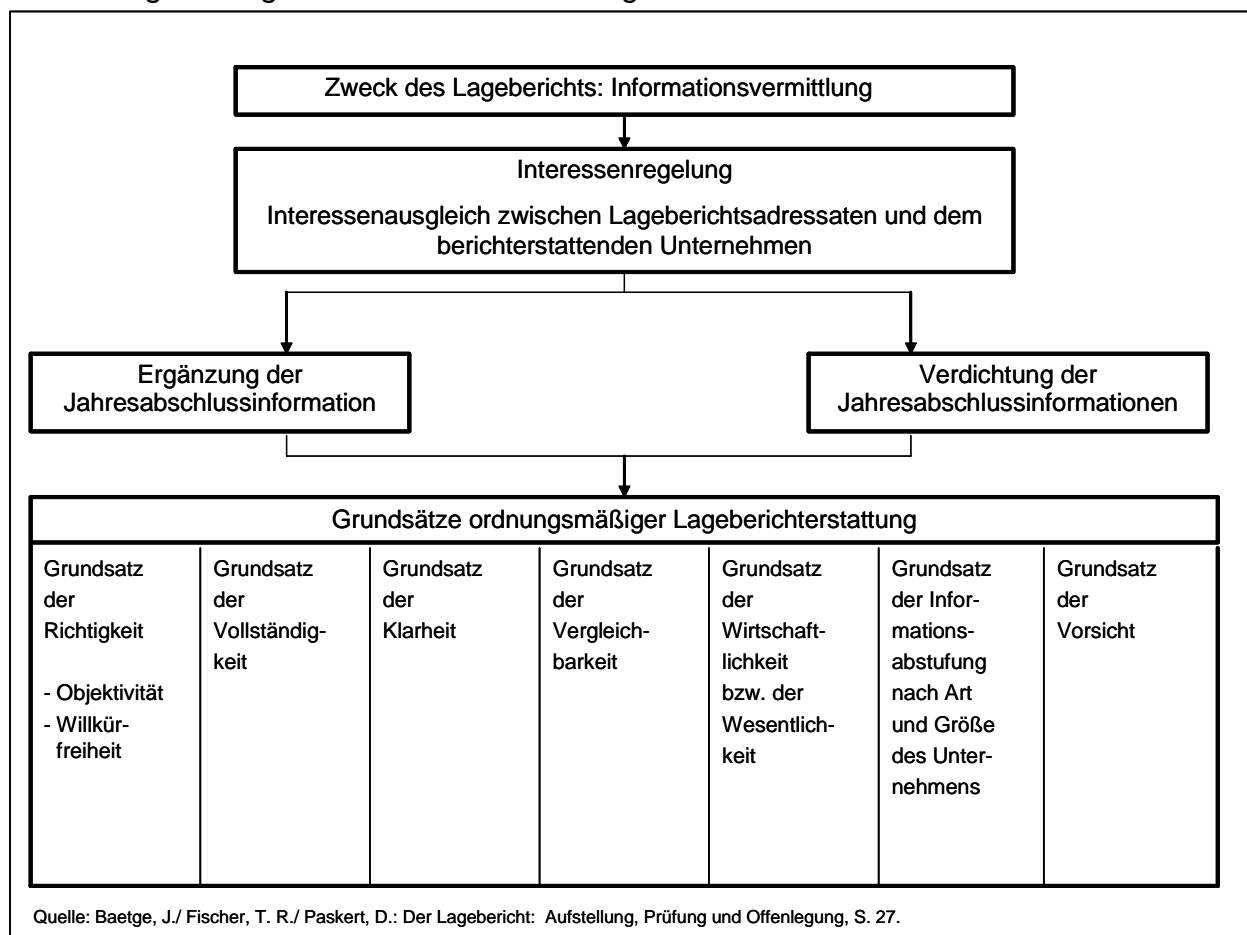 Zweck des Lageberichts: Informationsvermittlung
Interessenregelung
Interessenausgleich zwischen Lageberichtsadressaten und dem
berichterstattenden Unternehmen
Ergänzung der
Jahresabschlussinformation
Verdichtung der
Jahresabschlussinformationen
Grundsätze ordnungsmäßiger Lageberichterstattung
Grundsatz
der
Richtigkeit
- Objektivität
- Willkür-
freiheit
Grundsatz
der
Vollständig-
keit
Grundsatz
der
Klarheit
Grundsatz
der
Vergleich-
barkeit
Grundsatz
der
Wirtschaft-
lichkeit
bzw. der
Wesentlich-
keit
Grundsatz
der Infor-
mations-
abstufung
nach Art
und Größe
des Unter-
nehmens
Grundsatz
der
Vorsicht
Quelle: Baetge, J./ Fischer, T. R./ Paskert, D.: Der Lagebericht: Aufstellung, Prüfung und Offenlegung, S. 27.